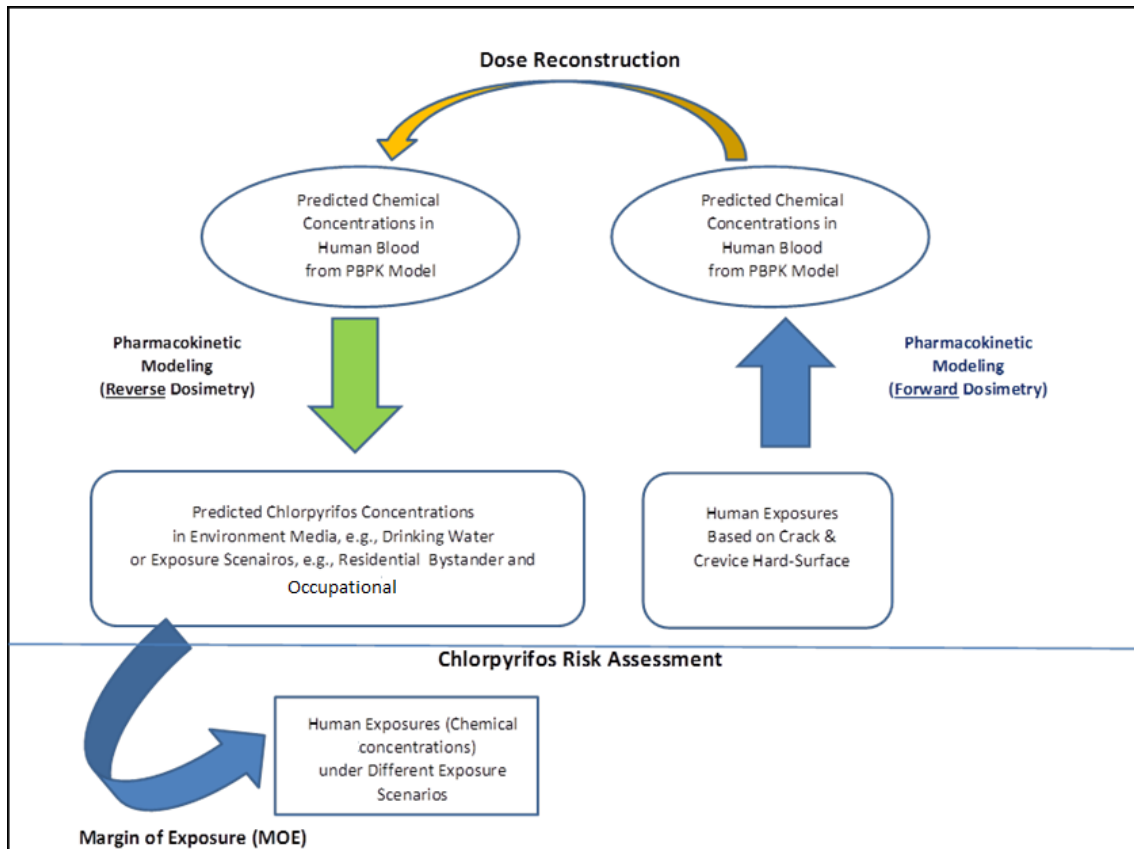 Dose Reconstruction
Predicted Chemical
Concentrations in
Human Blood
from PBPK Model
Predicted Chemical
Concentrations in
Human Blood
from PBPK Model
Pharmacokinetic
Modeling
(Reverse Dosimetry)
Pharmacokinetic
Modeling
(Forward Dosimetry)
Predicted Chlorpyrifos Concentrations
in Environment Media, e.g., Drinking Water
or Exposure Scenairos, e.g., Residential Bystander and
Occupational
Human Exposures
Based on Crack &
Crevice Hard-Surface
Chlorpyrifos Risk Assessment
Human Exposures (Chemical
concentrations)
under Different Exposure
Scenarios
Margin of Exposure (MOE)